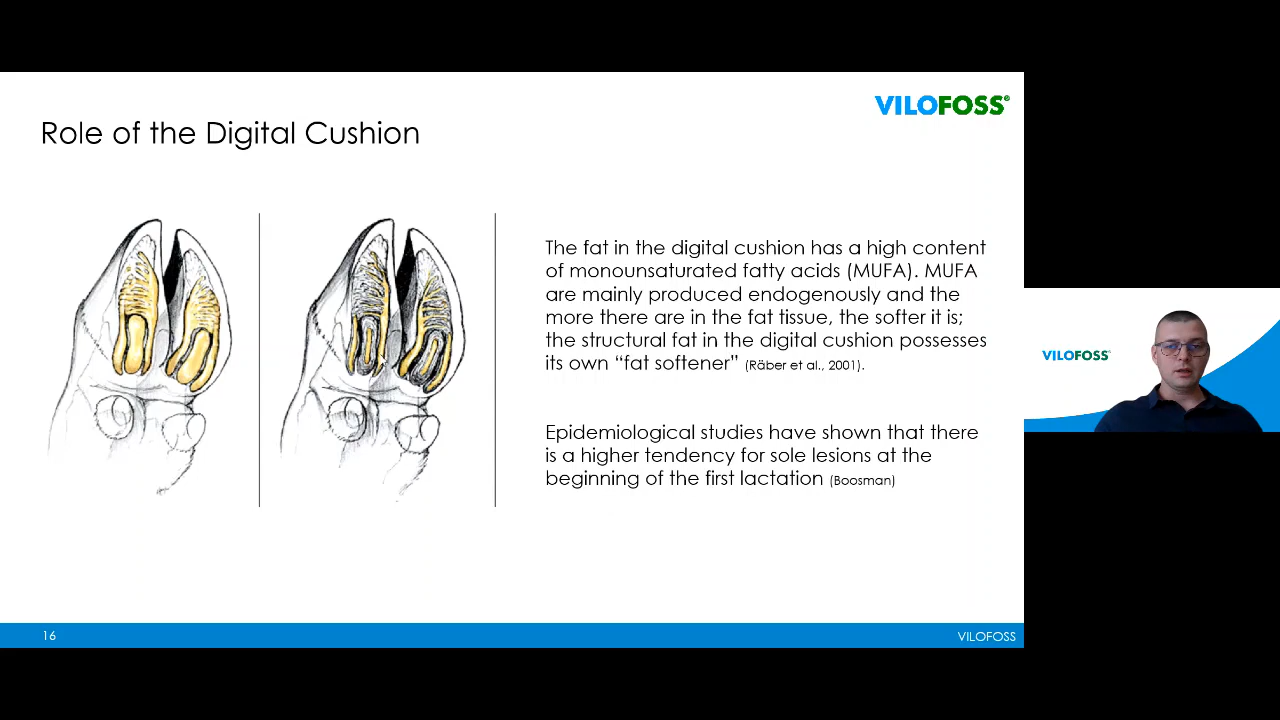 VILOFOSS®
Role of the Digital Cushion
The fat in the digital cushion has a high content
of monounsaturated fatty acids (MUFA). MUFA
are mainly produced endogenously and the
more there are in the fat tissue, the softer it is;
the structural fat in the digital cushion possesses
its own “fat softener” (Räber et al., 2001).
Epidemiological studies have shown that there
is a higher tendency for sole lesions at the
beginning of the first lactation (Boosman)
VILOFOSS
16
VILOFOSS